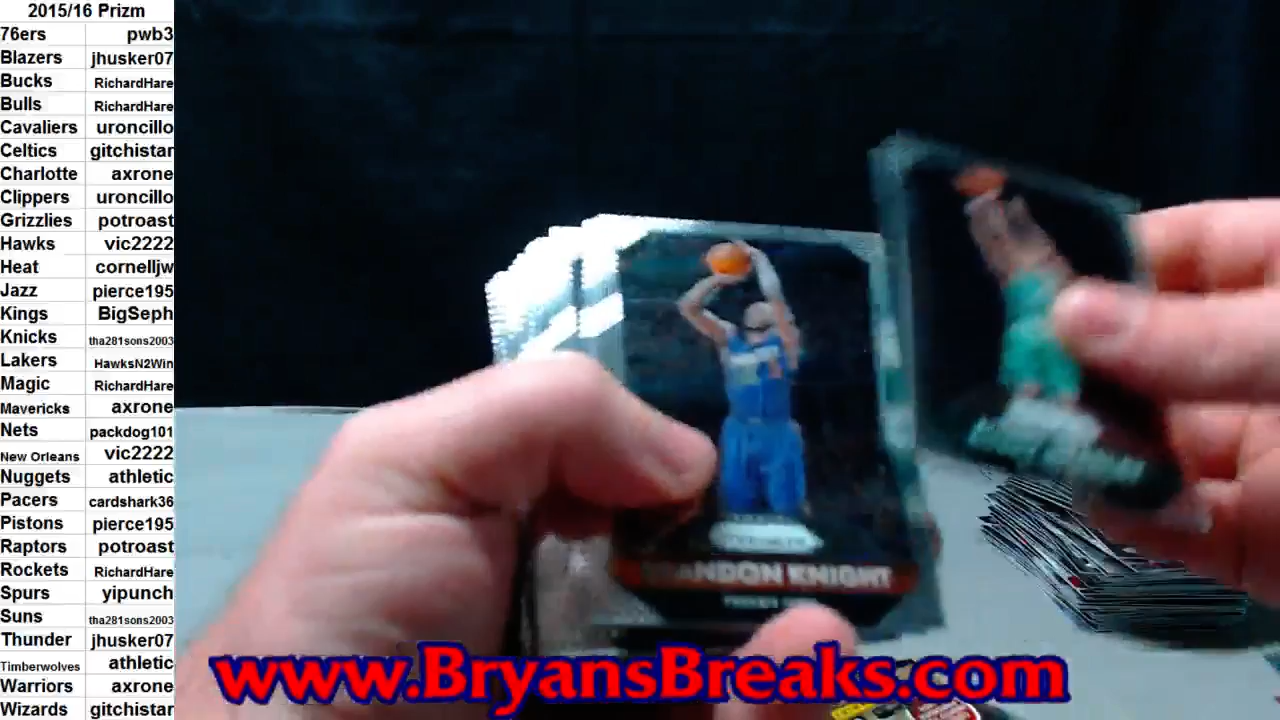 2015/16 Prizm
76ers pwb3
Blazers jhusker07
Bucks RichardHare
Bulls RichardHare
Cavaliers uroncillo
Celtics gitchistar
Charlotte axrone
Clippers uroncillo
Grizzlies potroast
Hawks vic2222
Heat cornelljw
Jazz pierce195
Kings BigSeph
Knicks tha281sons2003
Lakers HawksN2Win
Magic RichardHare
Mavericks axrone
Nets packdog101
New Orleans vic2222
Nuggets athletic
Pacers cardshark36
Pistons pierce195
Raptors potroast
Rockets RichardHare
Spurs yipunch
Suns tha281sons2003
Thunder jhusker07
Timberwolves athletic
Warriors axrone
Wizards gitchistar
BRANDON KNIGHT
www.BryansBreaks.com